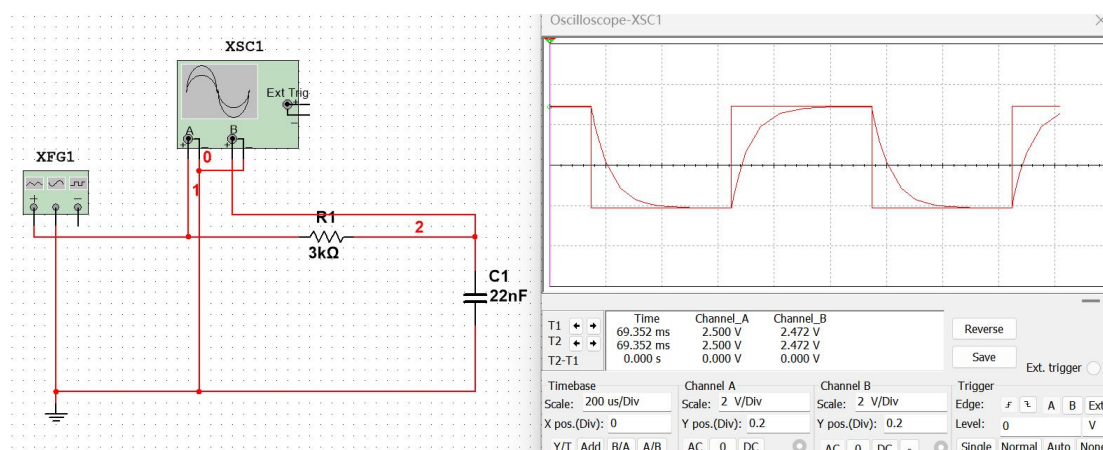 Oscilloscope-XSC1
XSC1
Ext Trig
+
−
A
B
+
−
+
−
0
XFG1
+
−
1
R1
3kΩ
2
C1
22nF
Time Channel_A Channel_B
T1 69.352 ms 2.500 V 2.472 V
T2 69.352 ms 2.500 V 2.472 V
T2-T1 0.000 s 0.000 V 0.000 V
Reverse
Save
Ext. trigger
Timebase
Scale: 200 us/Div
X pos.(Div): 0
Y/T Add B/A A/B
Channel A
Scale: 2 V/Div
Y pos.(Div): 0.2
AC 0 DC
Channel B
Scale: 2 V/Div
Y pos.(Div): 0.2
AC 0 DC -
Trigger
Edge: A B Ext
Level: 0 V
Single Normal Auto None